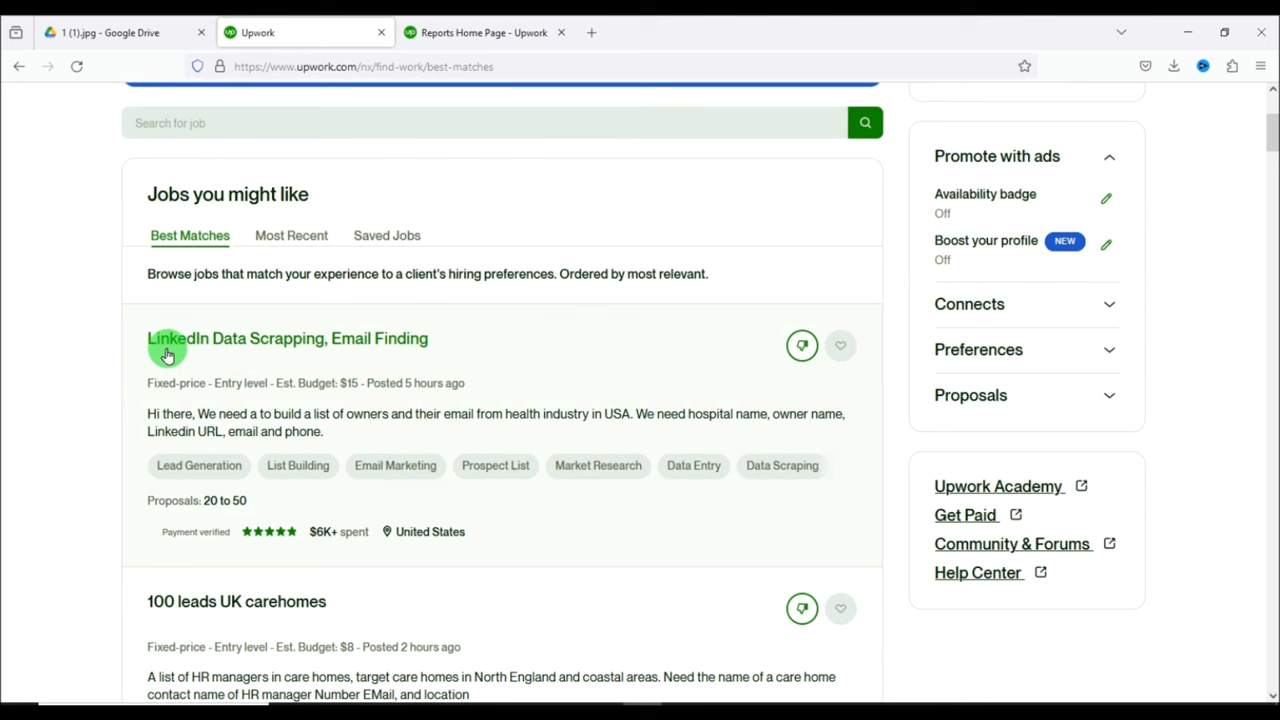 1 (1).jpg - Google Drive
Upwork
Reports Home Page - Upwork
https://www.upwork.com/nx/find-work/best-matches
Search for job
Jobs you might like
Best Matches Most Recent Saved Jobs
Browse jobs that match your experience to a client's hiring preferences. Ordered by most relevant.
LinkedIn Data Scrapping, Email Finding
Fixed-price - Entry level - Est. Budget: $15 - Posted 5 hours ago
Hi there, We need a to build a list of owners and their email from health industry in USA. We need hospital name, owner name,
Linkedin URL, email and phone.
Lead Generation List Building Email Marketing Prospect List Market Research Data Entry Data Scraping
Proposals: 20 to 50
Payment verified $6K+ spent United States
100 leads UK carehomes
Fixed-price - Entry level - Est. Budget: $8 - Posted 2 hours ago
A list of HR managers in care homes, target care homes in North England and coastal areas. Need the name of a care home
contact name of HR manager Number EMail, and location
Promote with ads
Availability badge
Off
Boost your profile NEW
Off
Connects
Preferences
Proposals
Upwork Academy
Get Paid
Community & Forums
Help Center